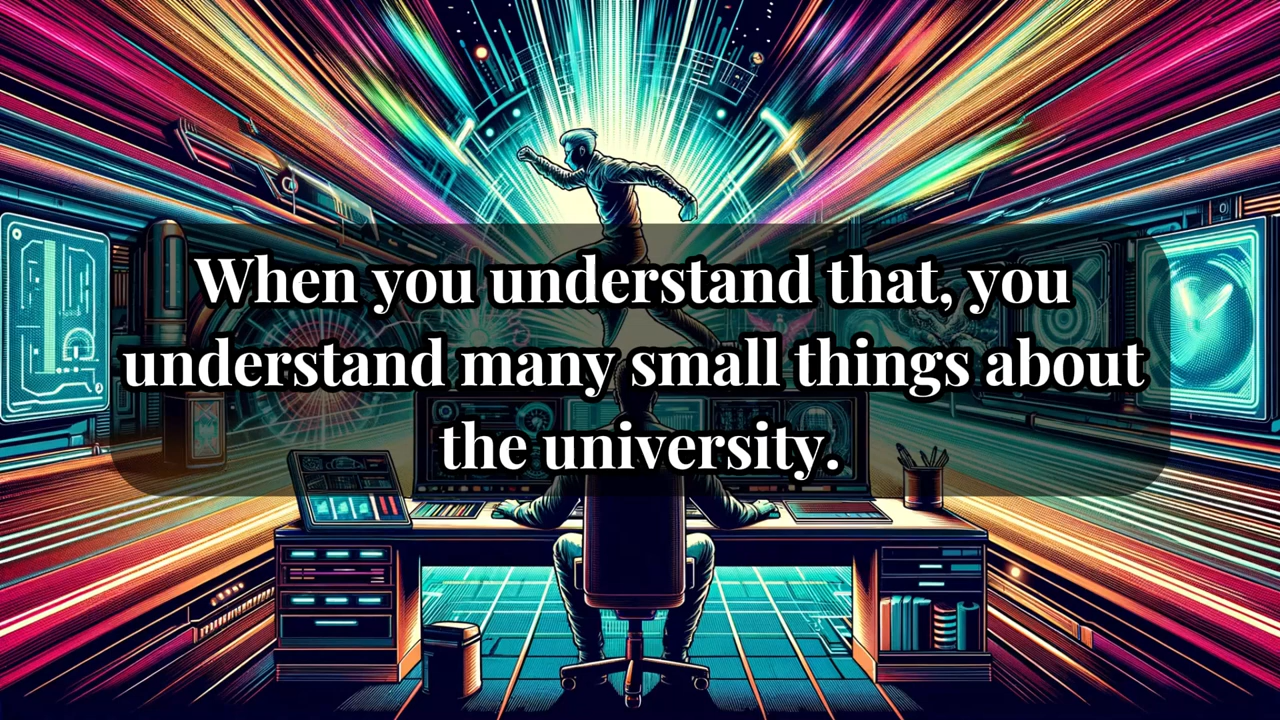 When you understand that, you
understand many small things about
the university.